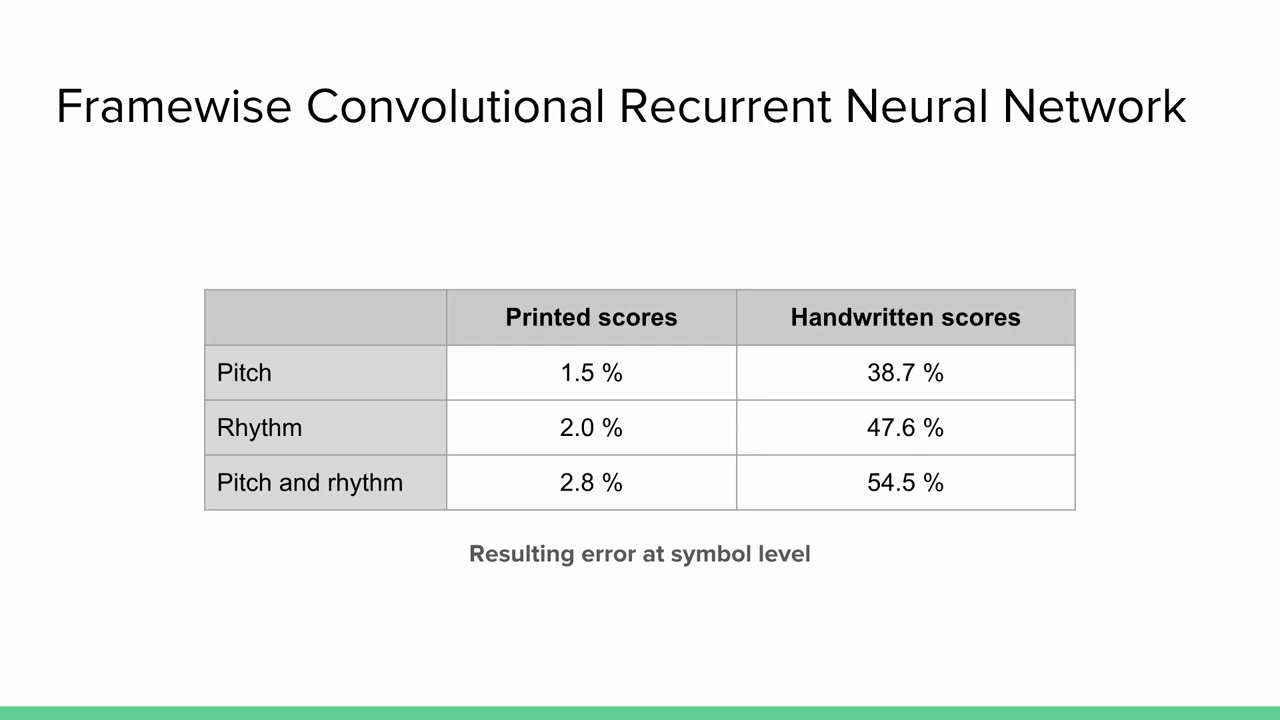 Framewise Convolutional Recurrent Neural Network
Printed scores Handwritten scores
Pitch 1.5 % 38.7 %
Rhythm 2.0 % 47.6 %
Pitch and rhythm 2.8 % 54.5 %
Resulting error at symbol level